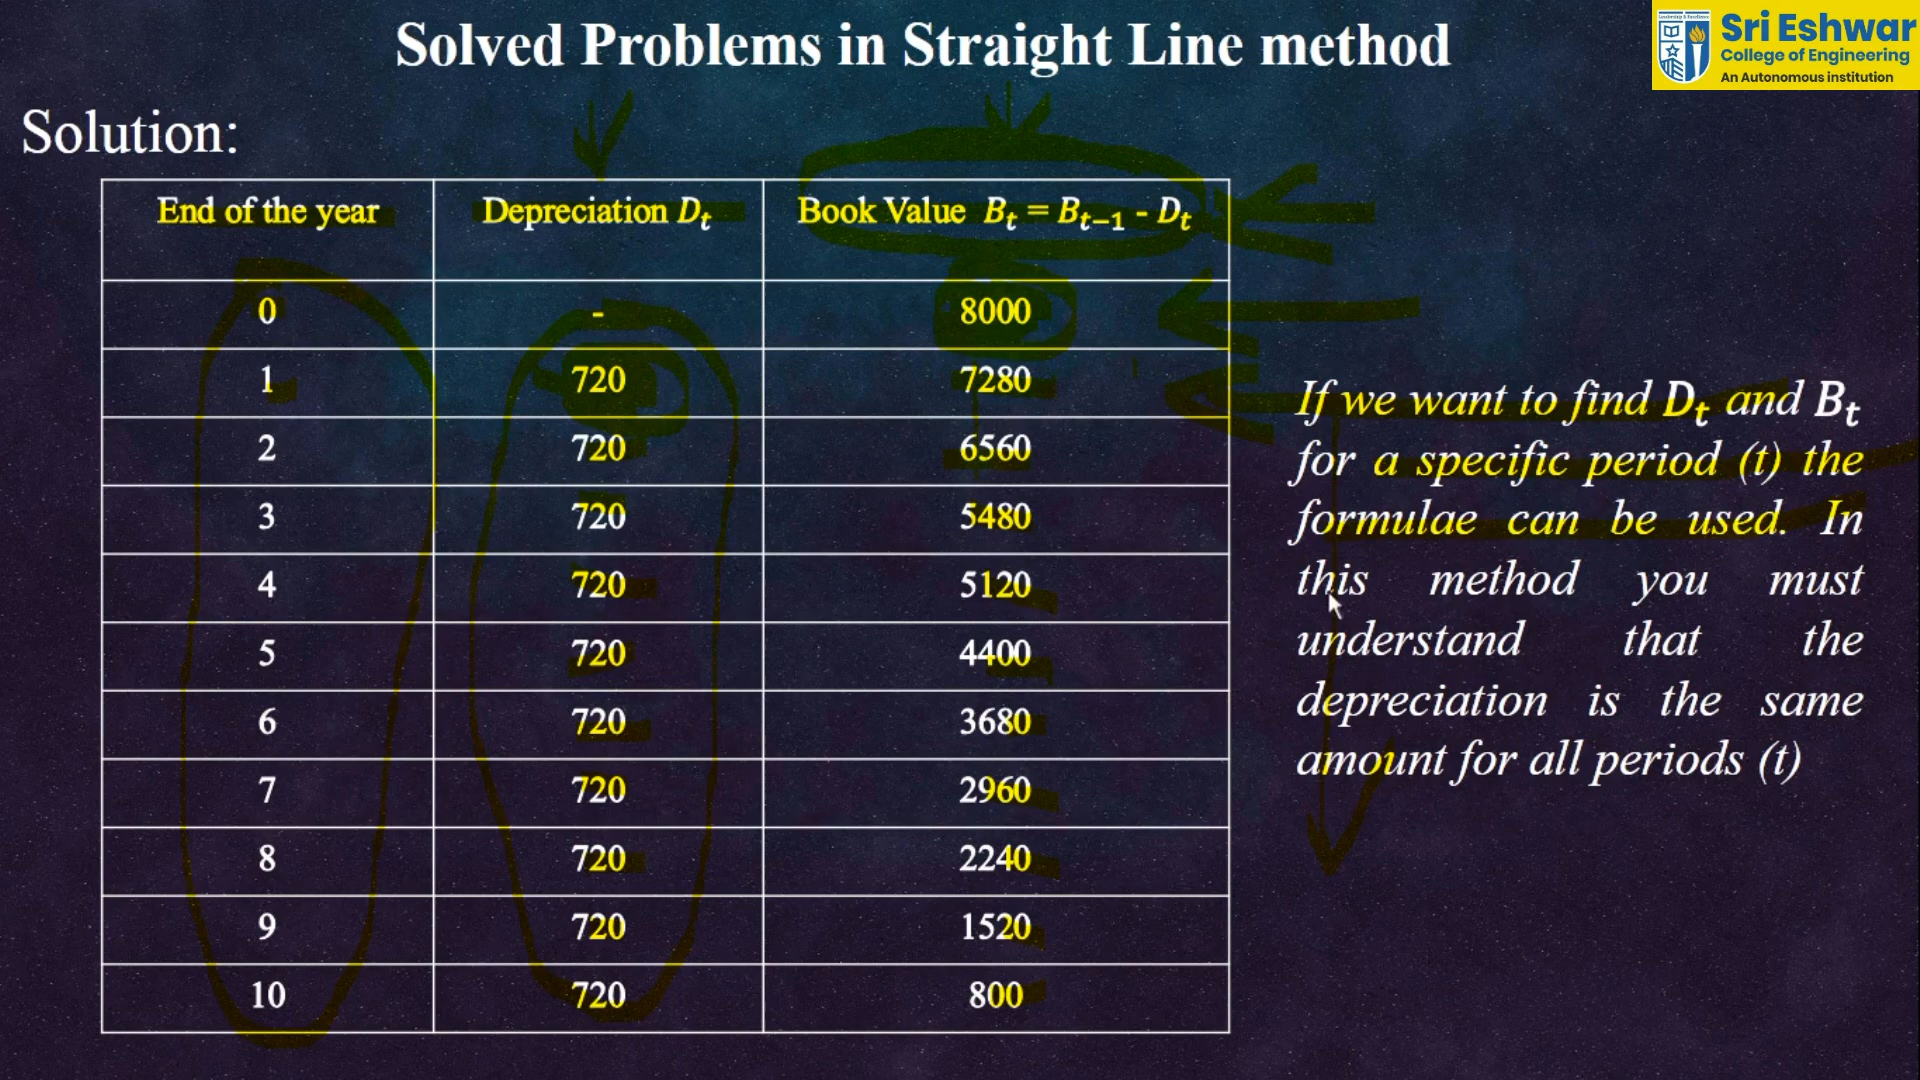 Solved Problems in Straight Line method
Leadership & Excellence
Sri Eshwar
College of Engineering
An Autonomous institution
Solution:
End of the year Depreciation Dₜ Book Value Bₜ = Bₜ₋₁ - Dₜ
0 - 8000
1 720 7280
2 720 6560
3 720 5480
4 720 5120
5 720 4400
6 720 3680
7 720 2960
8 720 2240
9 720 1520
10 720 800
If we want to find Dₜ and Bₜ
for a specific period (t) the
formulae can be used. In
this method you must
understand that the
depreciation is the same
amount for all periods (t)